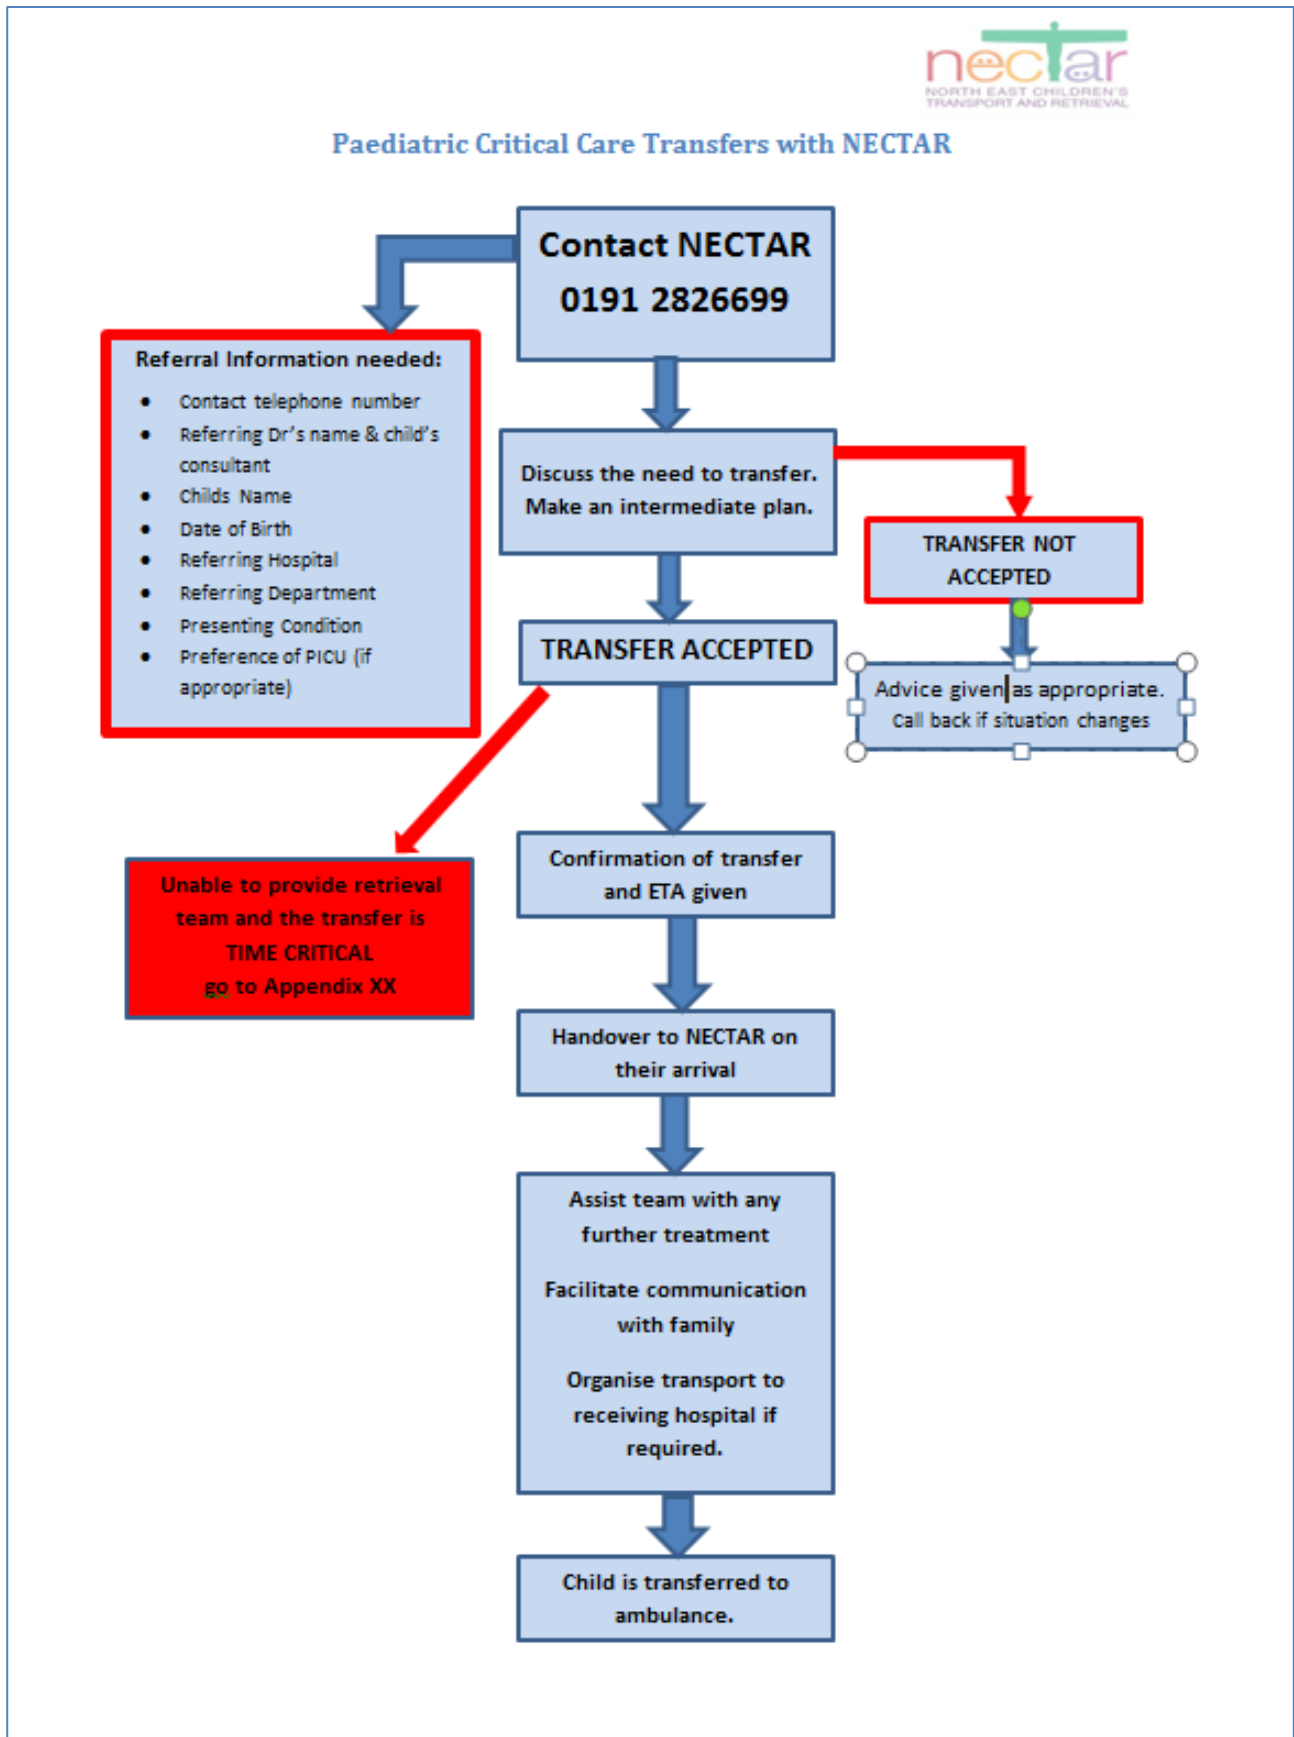 nectar
NORTH EAST CHILDREN'S
TRANSPORT AND RETRIEVAL
Paediatric Critical Care Transfers with NECTAR
Contact NECTAR
0191 2826699
Referral Information needed:
• Contact telephone number
• Referring Dr's name & child's
consultant
• Childs Name
• Date of Birth
• Referring Hospital
• Referring Department
• Presenting Condition
• Preference of PICU (if
appropriate)
Discuss the need to transfer.
Make an intermediate plan.
TRANSFER NOT
ACCEPTED
TRANSFER ACCEPTED
Advice given as appropriate.
Call back if situation changes
Confirmation of transfer
and ETA given
Unable to provide retrieval
team and the transfer is
TIME CRITICAL
go to Appendix XX
Handover to NECTAR on
their arrival
Assist team with any
further treatment
Facilitate communication
with family
Organise transport to
receiving hospital if
required.
Child is transferred to
ambulance.